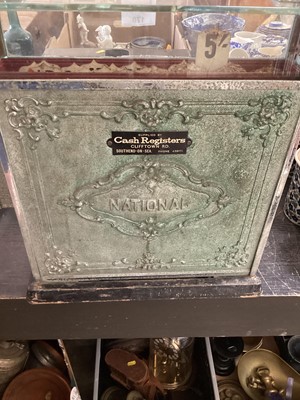 5/-
SUPPLIED BY
Cash Registers
CLIFFTOWN RD.
SOUTHEND-ON-SEA
NATIONAL